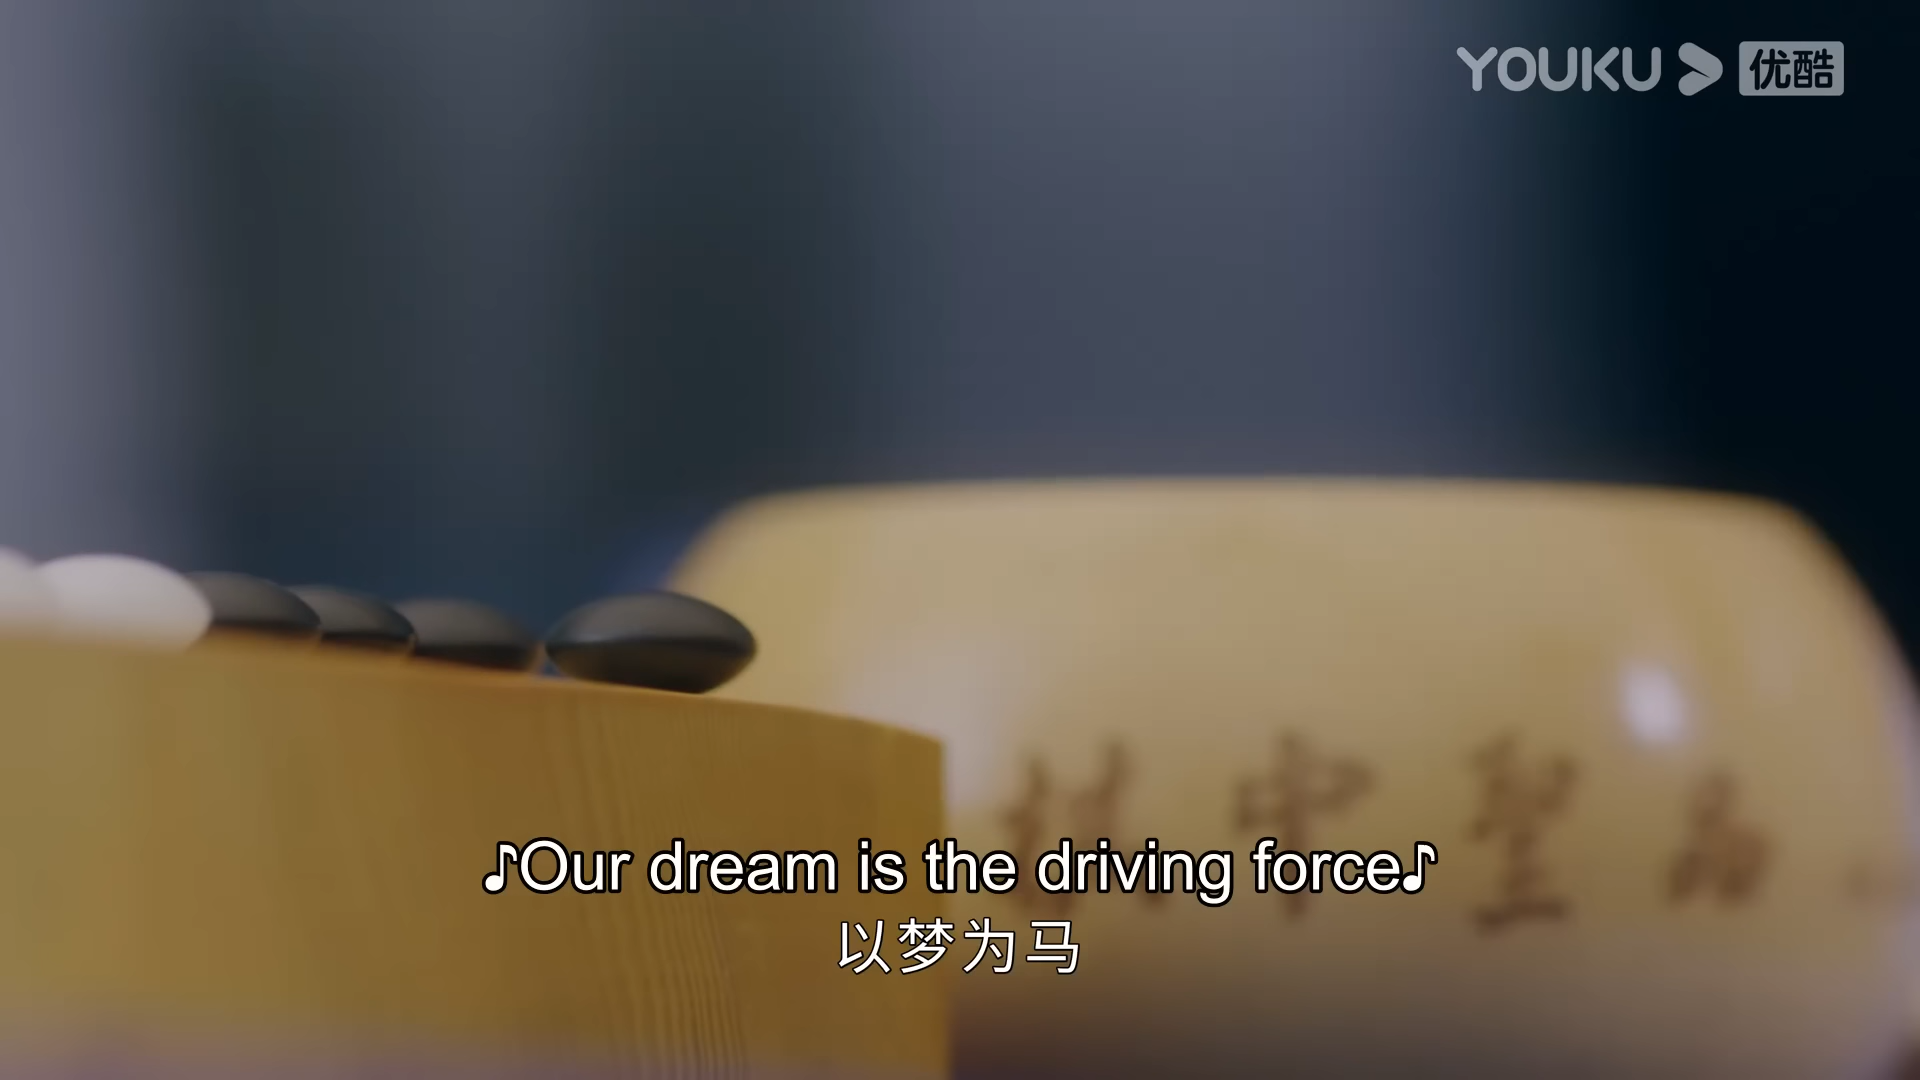 YOUKU 优酷
♪Our dream is the driving force♪
以梦为马